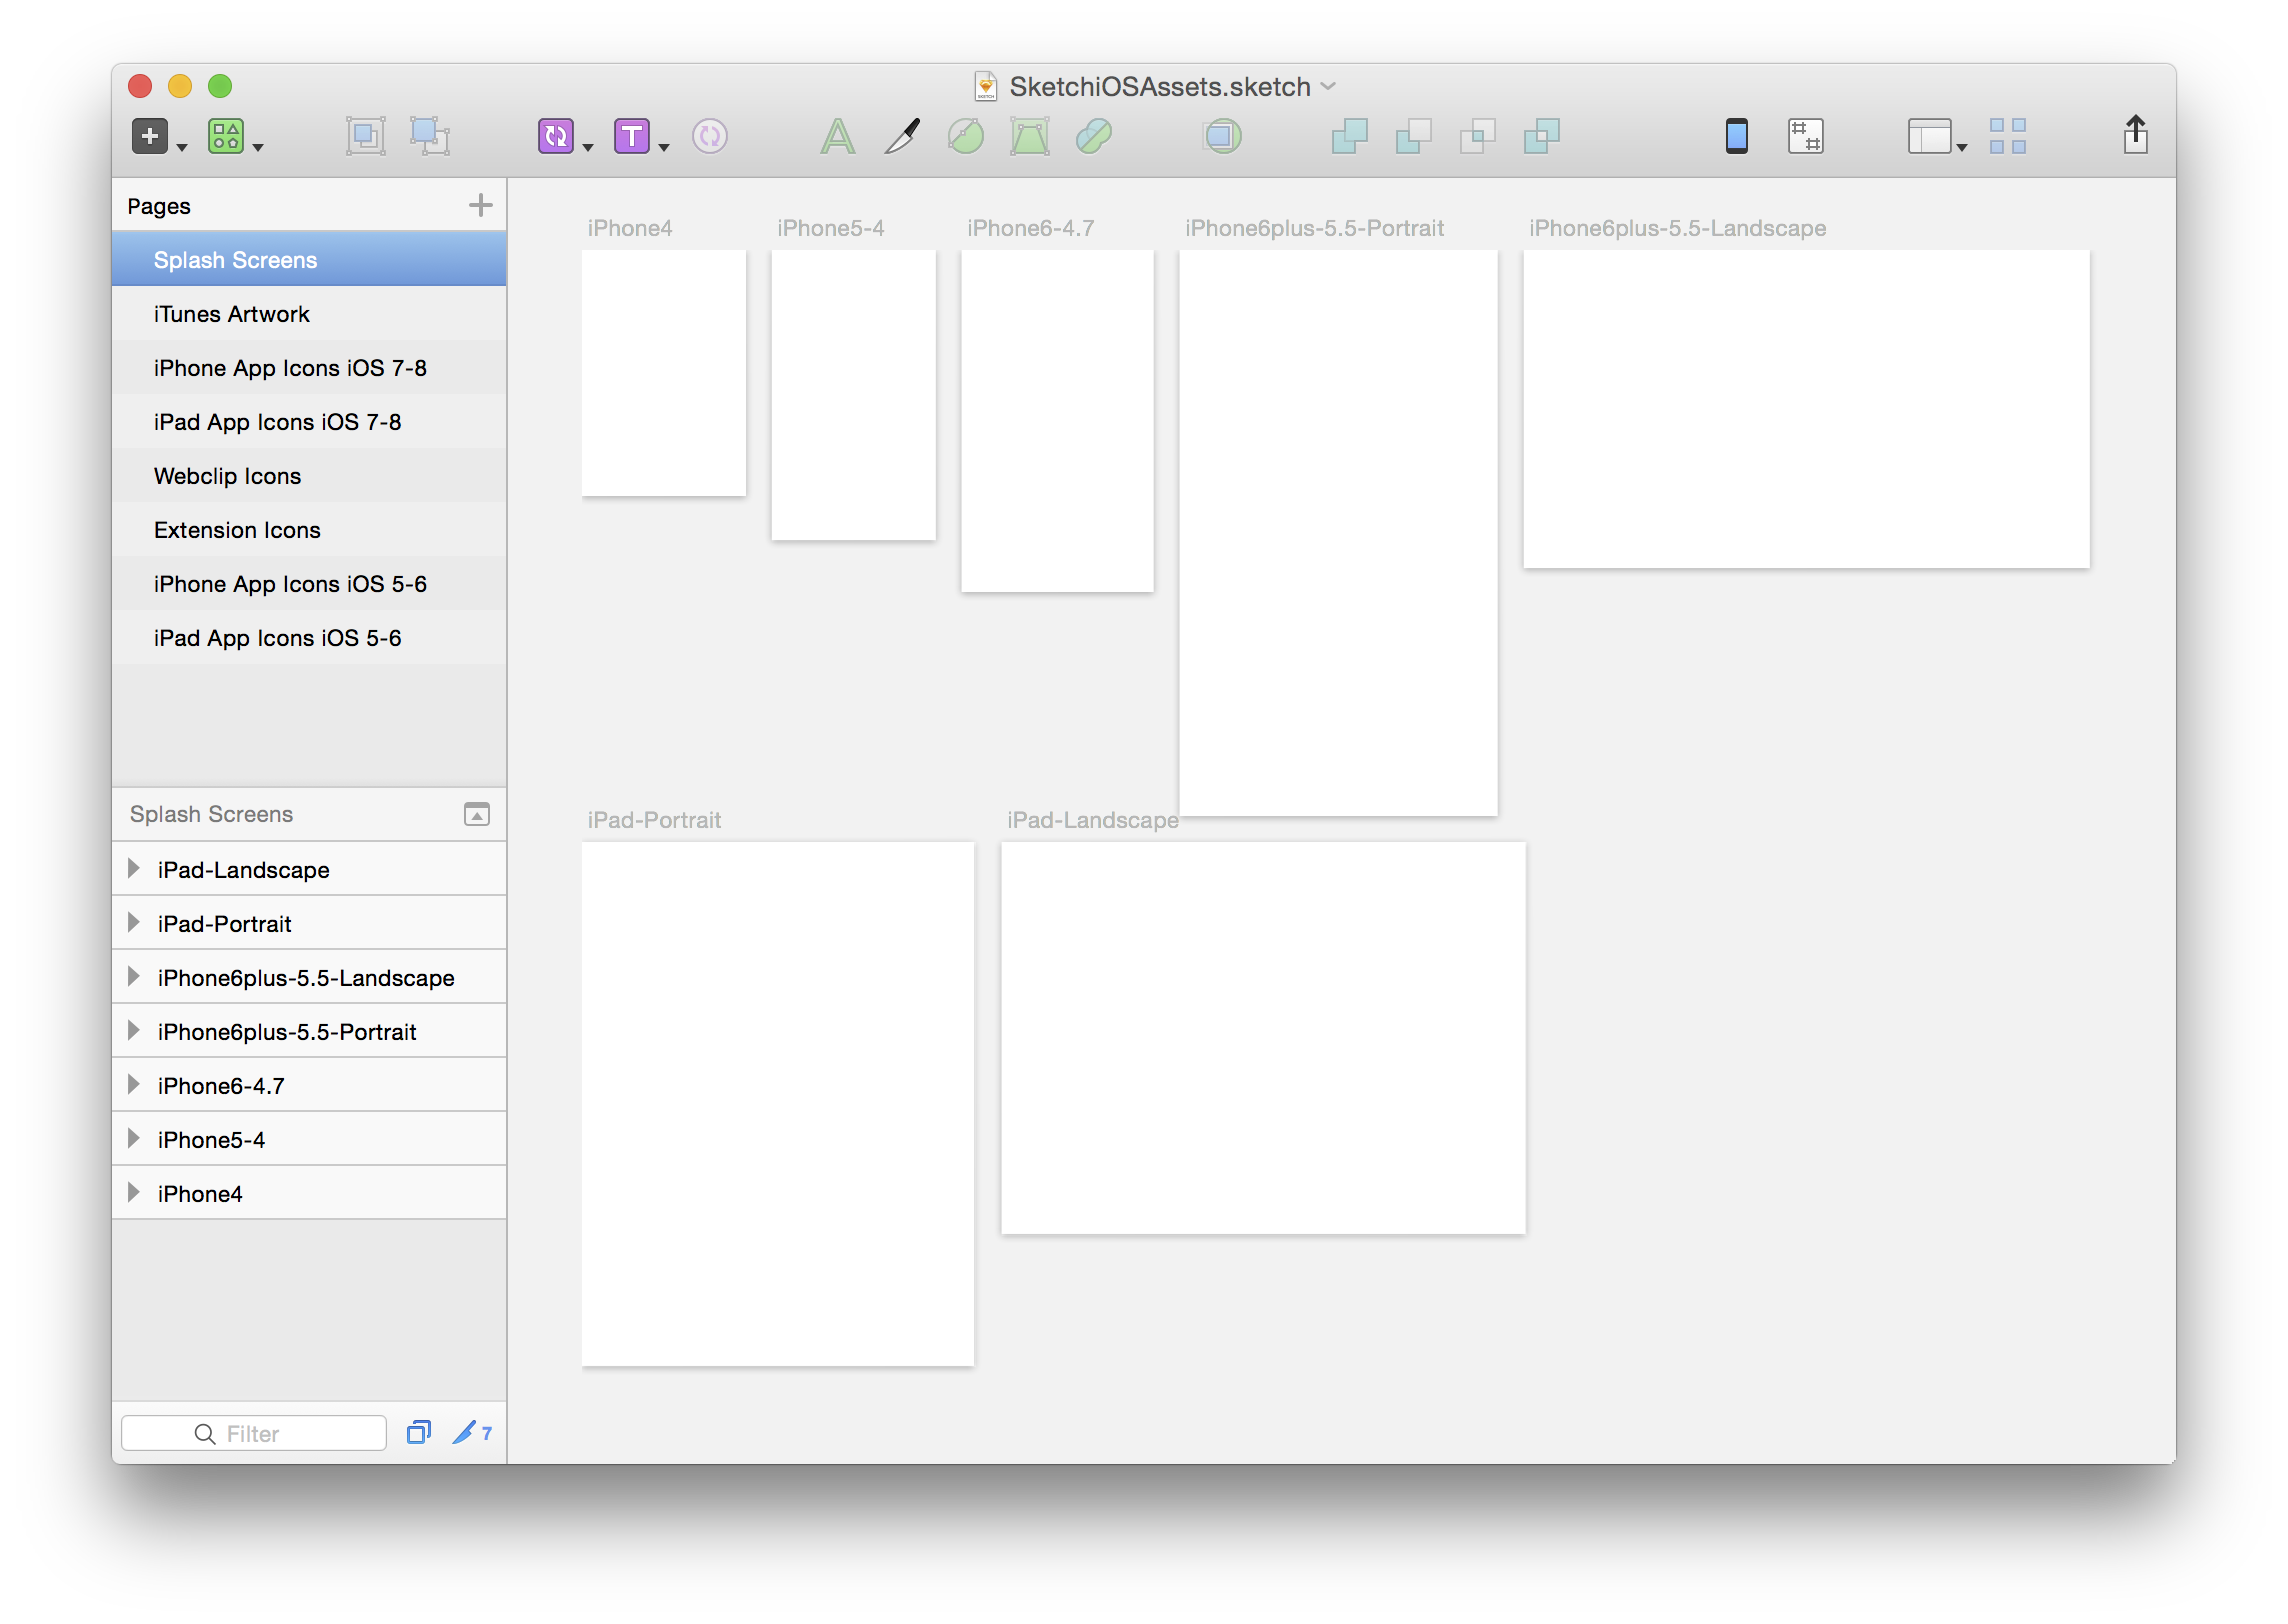 SketchiOSAssets.sketch
Pages
Splash Screens
iTunes Artwork
iPhone App Icons iOS 7-8
iPad App Icons iOS 7-8
Webclip Icons
Extension Icons
iPhone App Icons iOS 5-6
iPad App Icons iOS 5-6
Splash Screens
iPad-Landscape
iPad-Portrait
iPhone6plus-5.5-Landscape
iPhone6plus-5.5-Portrait
iPhone6-4.7
iPhone5-4
iPhone4
Filter
7
iPhone4
iPhone5-4
iPhone6-4.7
iPhone6plus-5.5-Portrait
iPhone6plus-5.5-Landscape
iPad-Portrait
iPad-Landscape